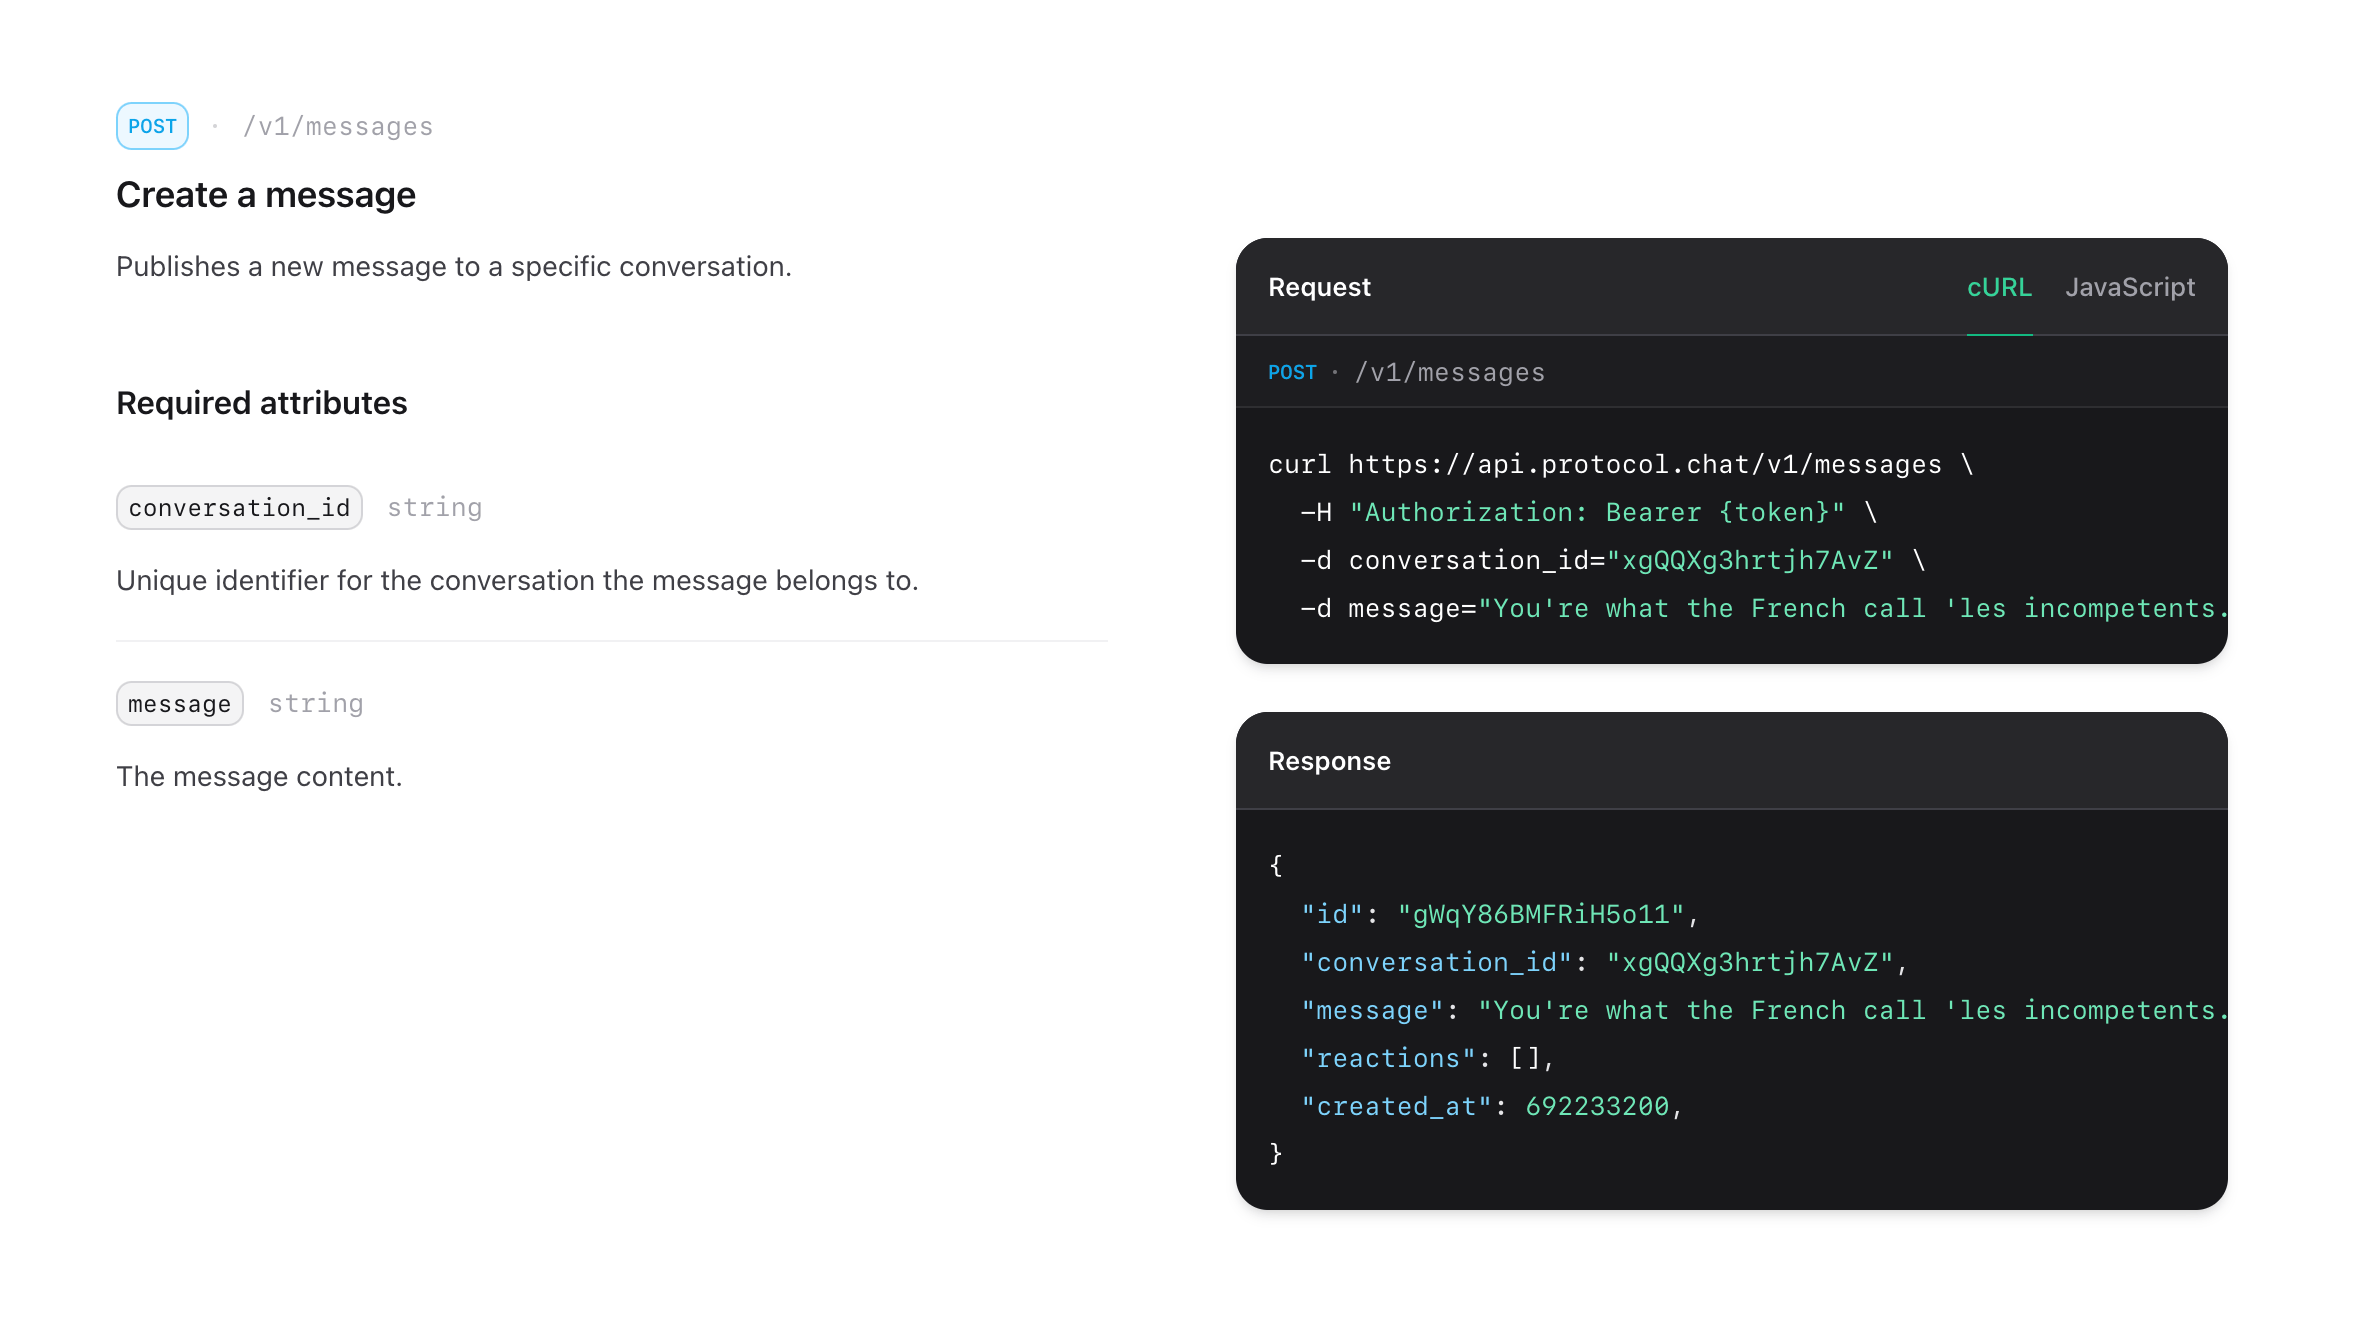 POST · /v1/messages
Create a message
Publishes a new message to a specific conversation.
Required attributes
conversation_id string
Unique identifier for the conversation the message belongs to.
message string
The message content.
Request cURL JavaScript
POST · /v1/messages
curl https://api.protocol.chat/v1/messages \
  -H "Authorization: Bearer {token}" \
  -d conversation_id="xgQQXg3hrtjh7AvZ" \
  -d message="You're what the French call 'les incompetents.
Response
{
  "id": "gWqY86BMFRiH5o11",
  "conversation_id": "xgQQXg3hrtjh7AvZ",
  "message": "You're what the French call 'les incompetents.
  "reactions": [],
  "created_at": 692233200,
}